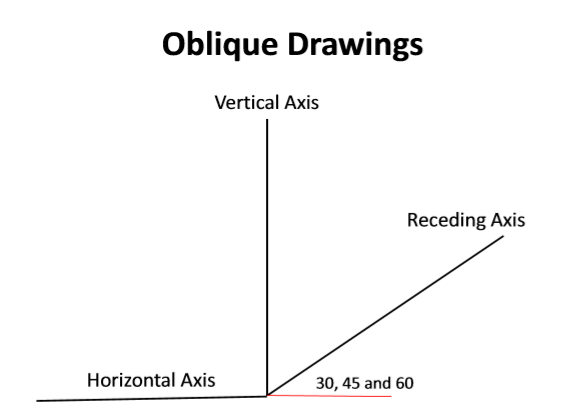 Oblique Drawings
Vertical Axis
Receding Axis
Horizontal Axis
30, 45 and 60